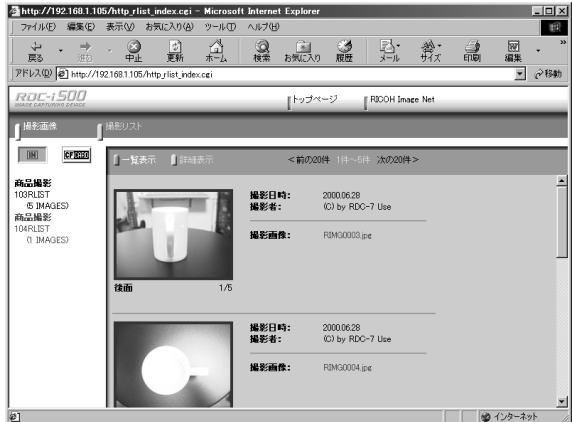 http://192.168.1.105/http_rlist_index.cgi - Microsoft Internet Explorer
ファイル(F) 編集(E) 表示(V) お気に入り(A) ツール(T) ヘルプ(H)
戻る 進む 中止 更新 ホーム 検索 お気に入り 履歴 メール サイズ 印刷 編集 »
アドレス(D) http://192.168.1.105/http_rlist_index.cgi 移動
RDC-i500
IMAGE CAPTURING DEVICE
トップページ RICOH Image Net
撮影画像 撮影リスト
IN CF CARD
一覧表示 詳細表示 <前の20件 1件～5件 次の20件>
商品撮影
103RLIST
(5 IMAGES)
商品撮影
104RLIST
(1 IMAGES)
撮影日時: 2000.06.28
撮影者: (C) by RDC-7 Use
撮影画像: RIMG0003.jpg
後面 1/5
撮影日時: 2000.06.28
撮影者: (C) by RDC-7 Use
撮影画像: RIMG0004.jpg
インターネット